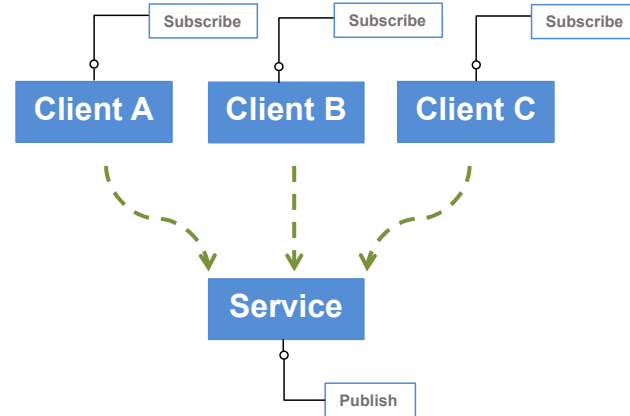 Subscribe
Subscribe
Subscribe
Client A
Client B
Client C
Service
Publish